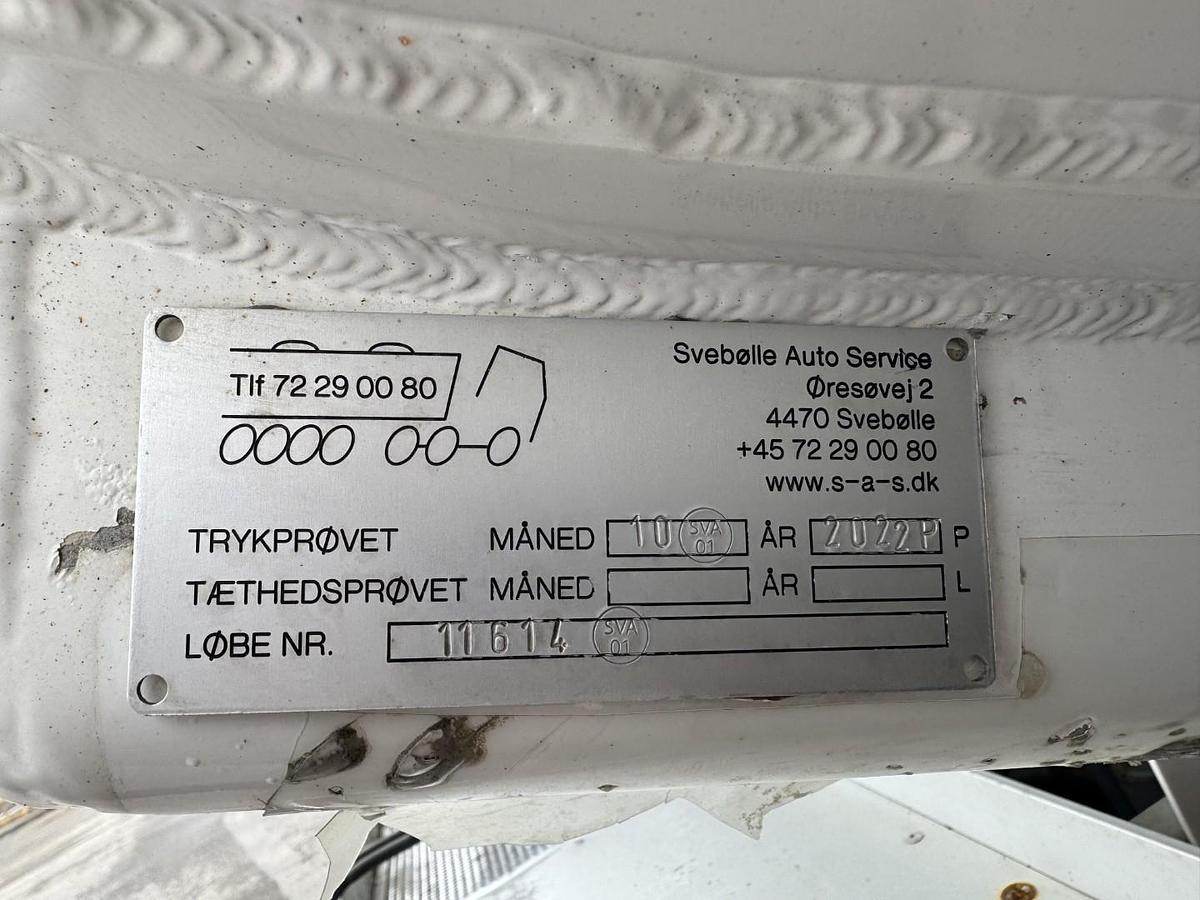 Tlf 72 29 00 80
Svebølle Auto Service
Øresøvej 2
4470 Svebølle
+45 72 29 00 80
www.s-a-s.dk
TRYKPRØVET MÅNED 10 SVA 01 ÅR 2022P P
TÆTHEDSPRØVET MÅNED ÅR L
LØBE NR. 11614 SVA 01